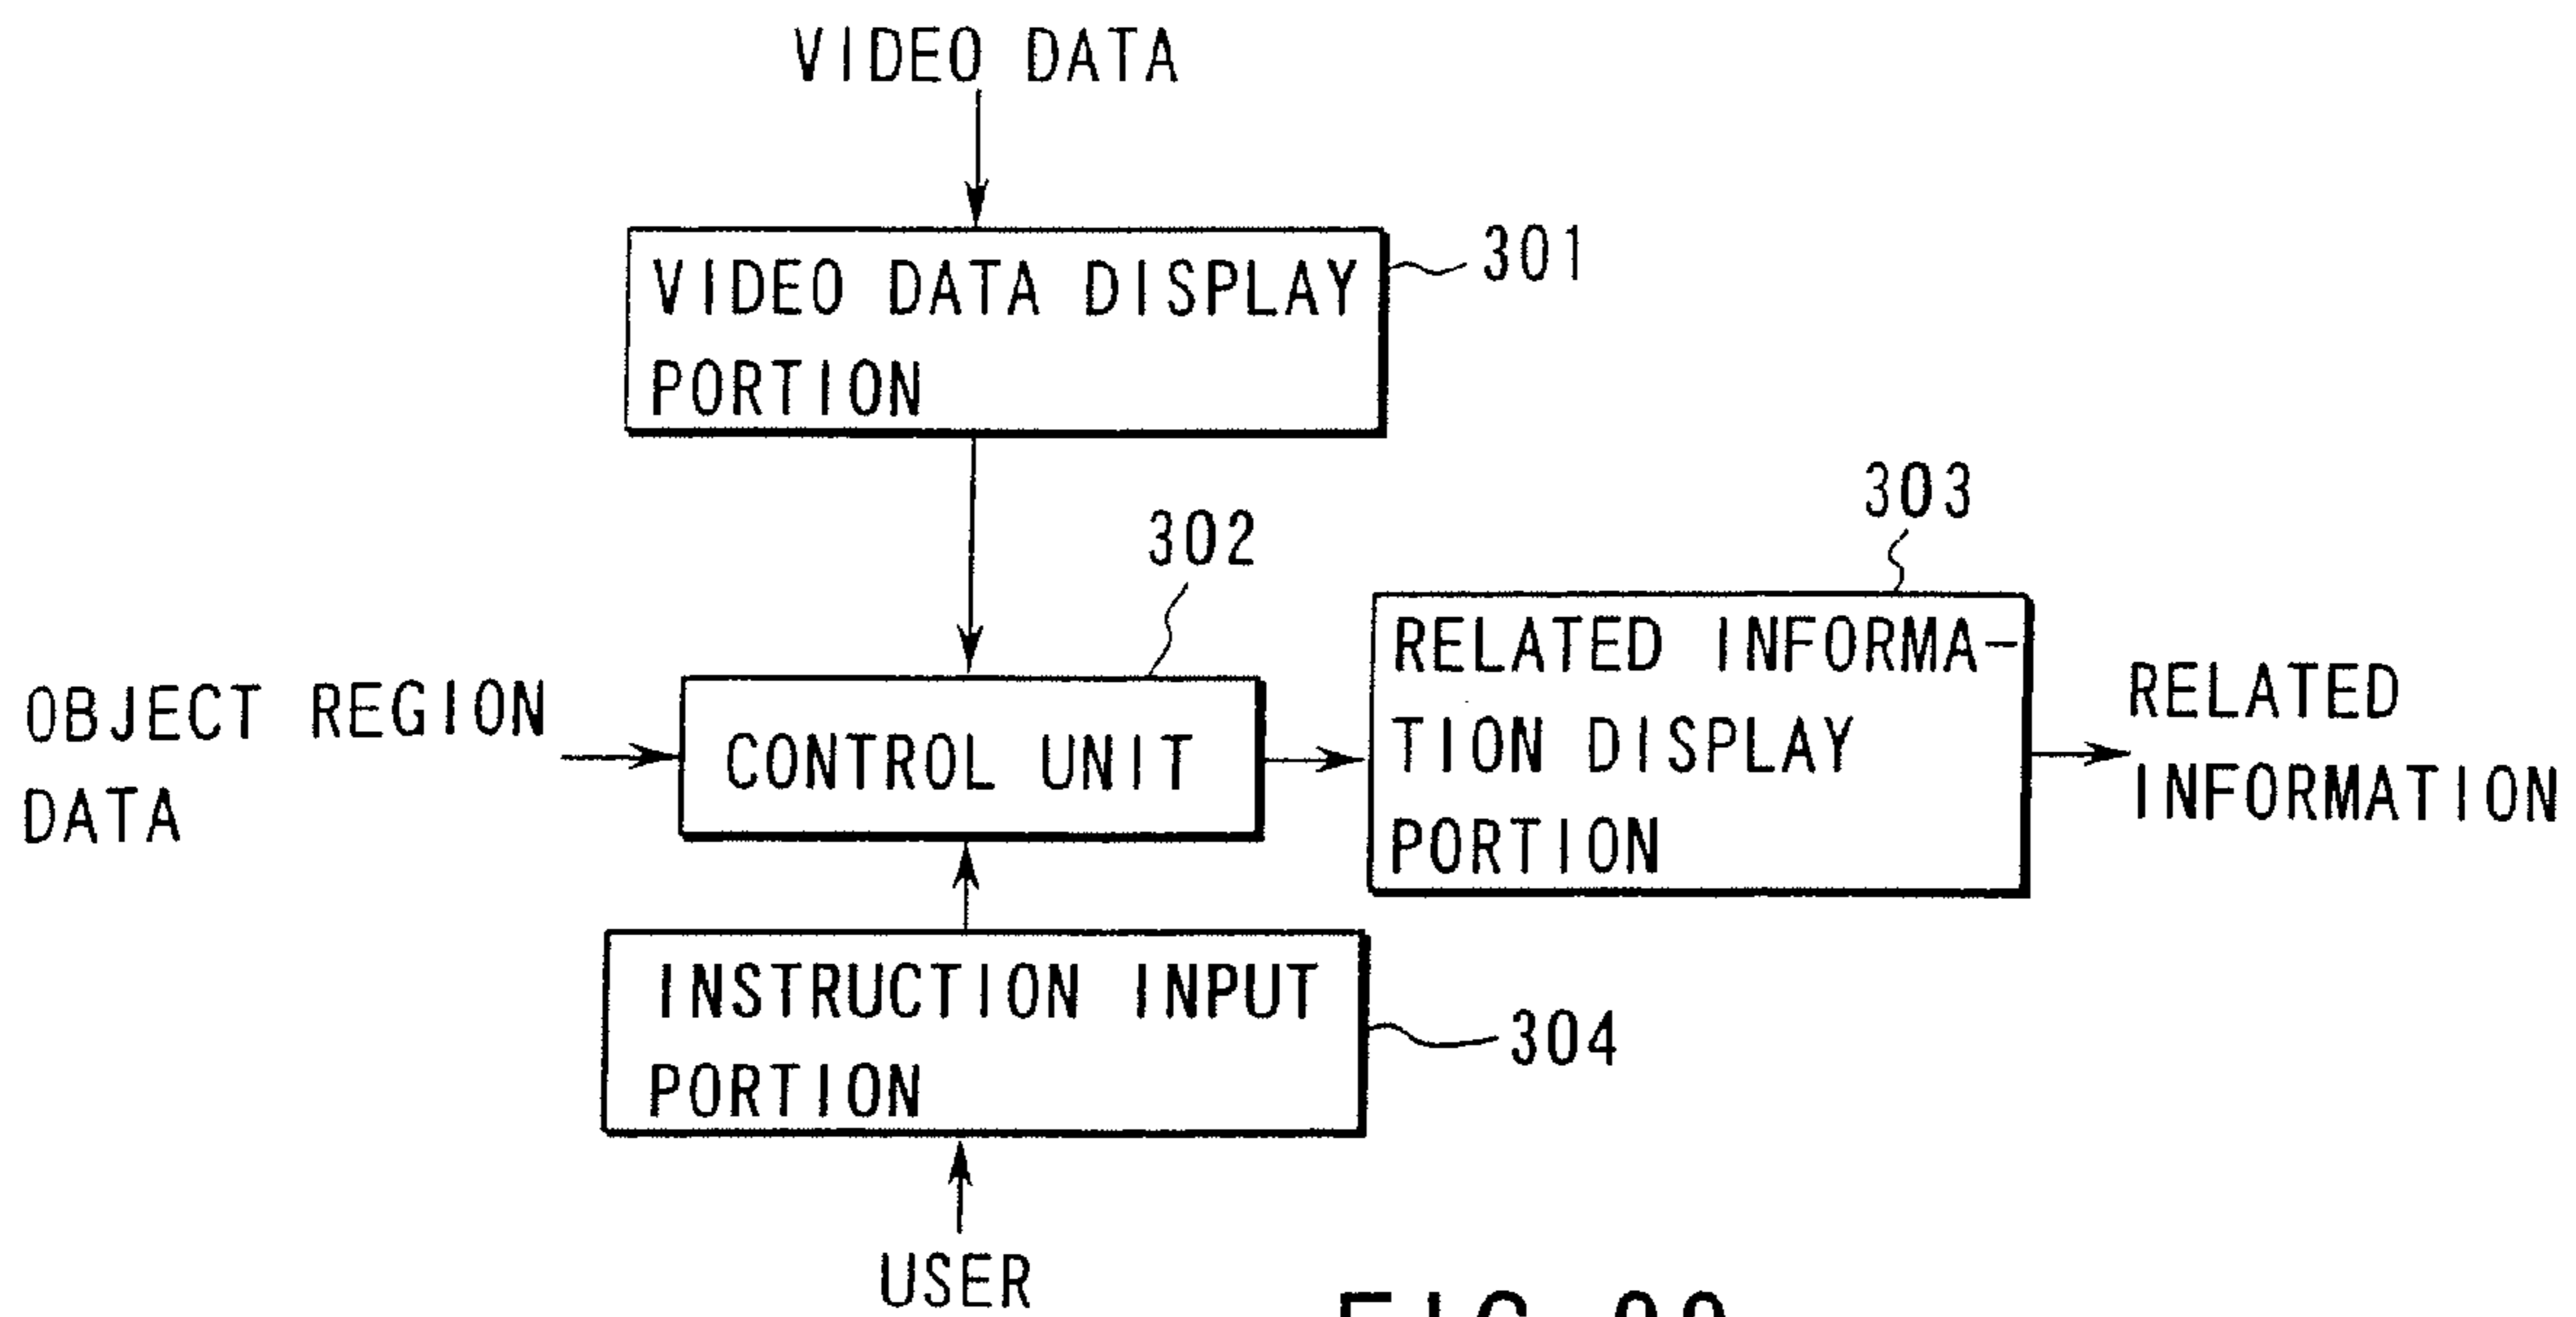 VIDEO DATA
VIDEO DATA DISPLAY
PORTION
301
302
303
OBJECT REGION
DATA
CONTROL UNIT
RELATED INFORMA-
TION DISPLAY
PORTION
RELATED
INFORMATION
INSTRUCTION INPUT
PORTION
304
USER